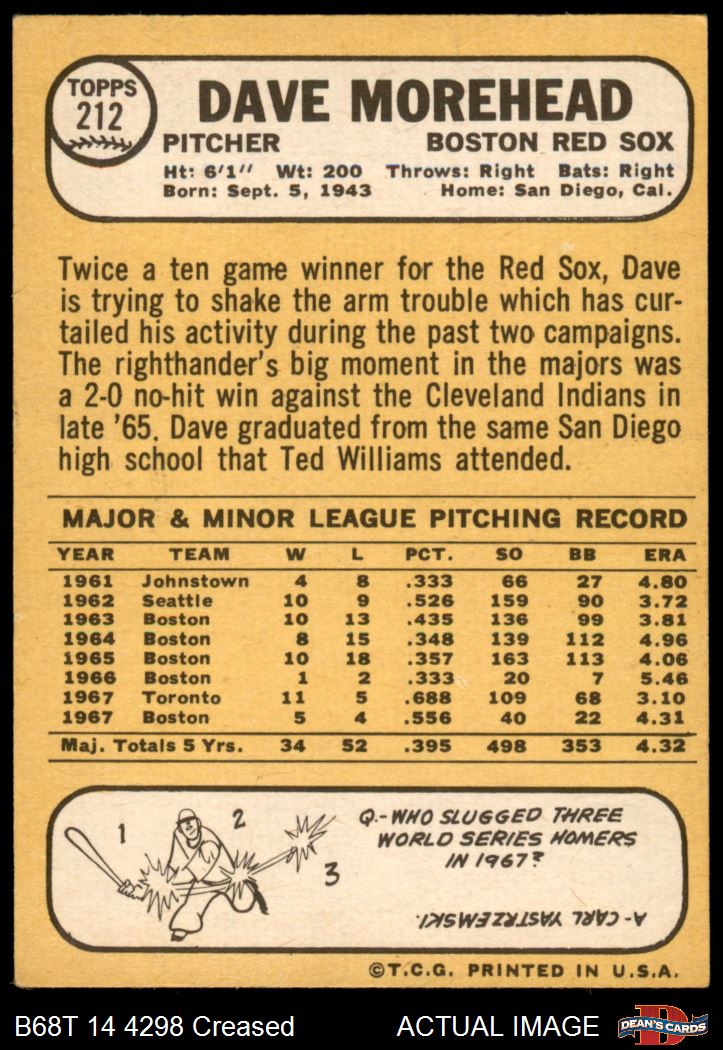 TOPPS
212
DAVE MOREHEAD
PITCHER BOSTON RED SOX
Ht: 6'1" Wt: 200 Throws: Right Bats: Right
Born: Sept. 5, 1943 Home: San Diego, Cal.
Twice a ten game winner for the Red Sox, Dave
is trying to shake the arm trouble which has cur-
tailed his activity during the past two campaigns.
The righthander's big moment in the majors was
a 2-0 no-hit win against the Cleveland Indians in
late '65. Dave graduated from the same San Diego
high school that Ted Williams attended.
MAJOR & MINOR LEAGUE PITCHING RECORD
YEAR TEAM W L PCT. SO BB ERA
1961 Johnstown 4 8 .333 66 27 4.80
1962 Seattle 10 9 .526 159 90 3.72
1963 Boston 10 13 .435 136 99 3.81
1964 Boston 8 15 .348 139 112 4.96
1965 Boston 10 18 .357 163 113 4.06
1966 Boston 1 2 .333 20 7 5.46
1967 Toronto 11 5 .688 109 68 3.10
1967 Boston 5 4 .556 40 22 4.31
Maj. Totals 5 Yrs. 34 52 .395 498 353 4.32
1 2 3
Q.-WHO SLUGGED THREE
WORLD SERIES HOMERS
IN 1967?
A-CARL YASTRZEMSKI.
©T.C.G. PRINTED IN U.S.A.
B68T 14 4298 Creased ACTUAL IMAGE
D
DEAN'S CARDS